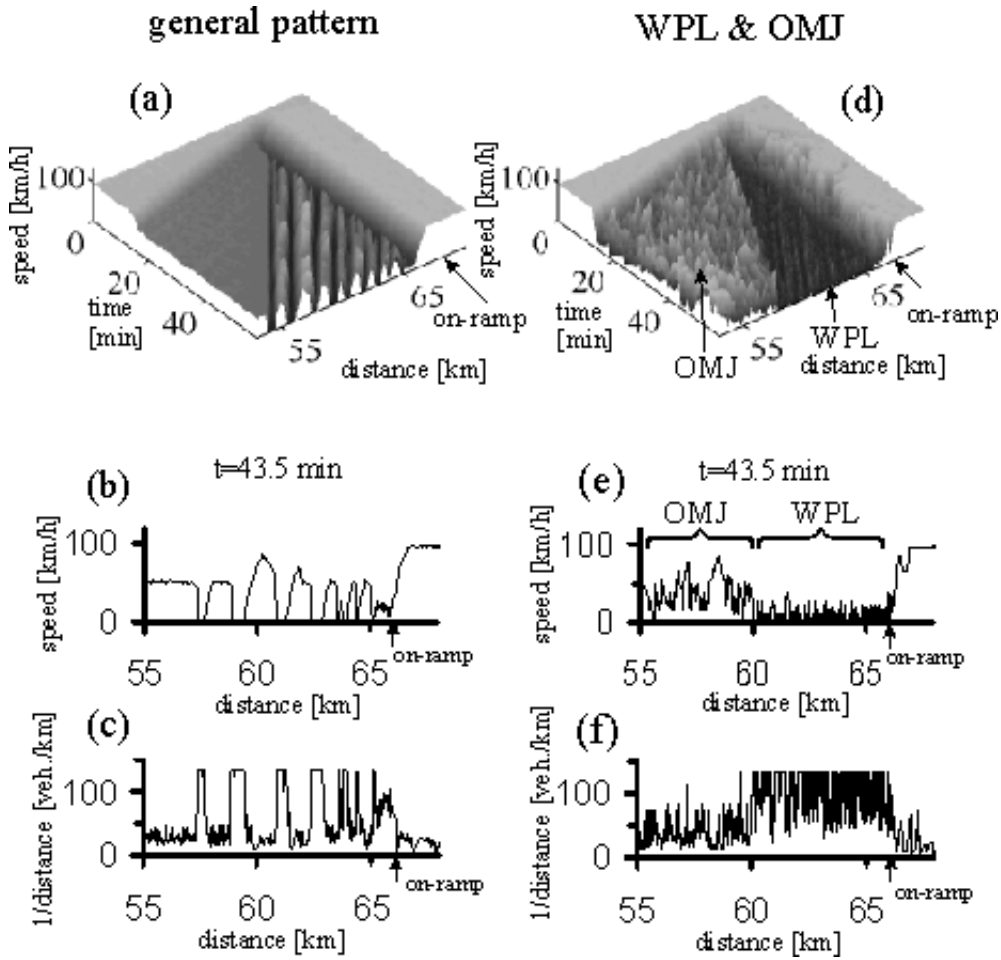 general pattern
WPL & OMJ
(a)
speed [km/h]
100
0
20
40
time
[min]
55
65
on-ramp
distance [km]
(d)
speed [km/h]
100
0
20
40
time
[min]
OMJ
55
65
WPL
on-ramp
distance [km]
(b)
t=43.5 min
speed [km/h]
100
0
55
60
65
on-ramp
distance [km]
(e)
t=43.5 min
OMJ
WPL
speed [km/h]
100
0
55
60
65
on-ramp
distance [km]
(c)
1/distance [veh./km]
100
0
55
60
65
on-ramp
distance [km]
(f)
1/distance [veh./km]
100
0
55
60
65
on-ramp
distance [km]